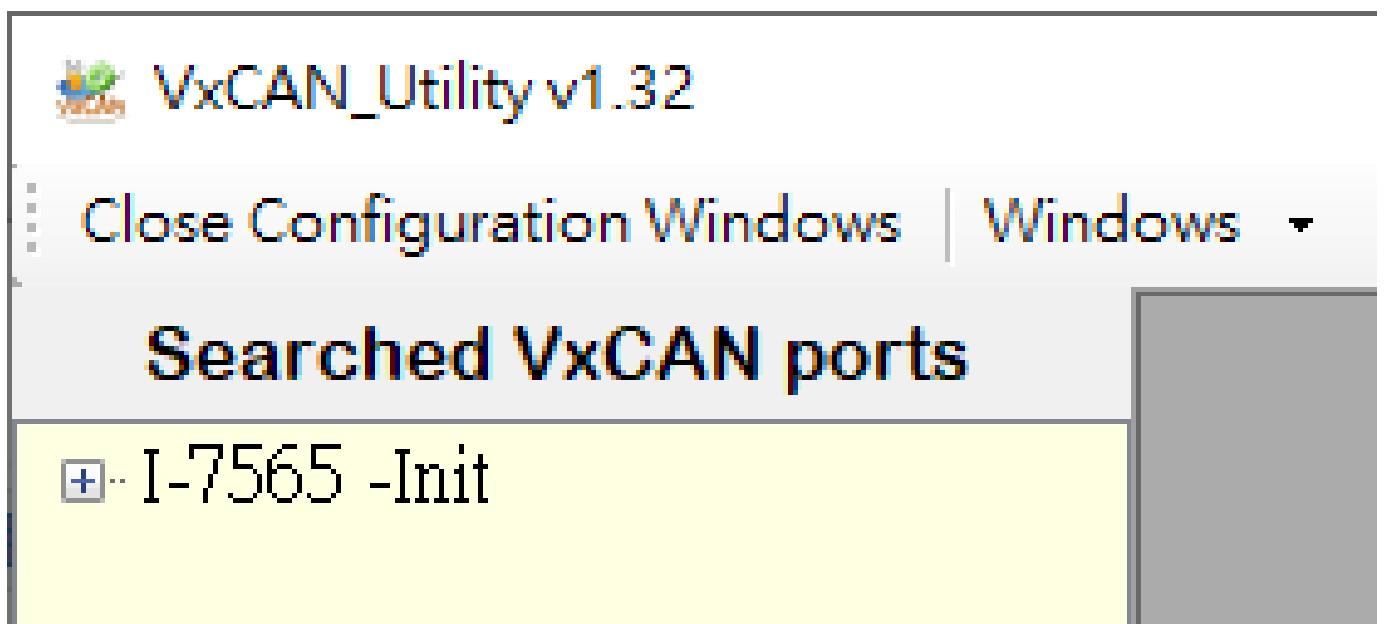 VxCAN_Utility v1.32
Close Configuration Windows Windows
Searched VxCAN ports
I-7565 -Init